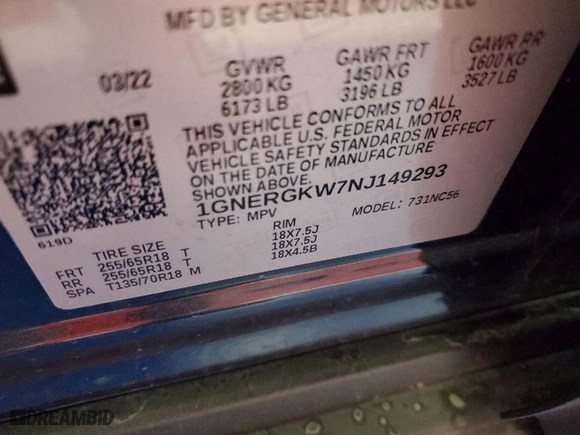 MFD BY GENERAL MOTORS LLC
03/22 GVWR GAWR FRT GAWR RR
2800 KG 1450 KG 1600 KG
6173 LB 3196 LB 3527 LB
THIS VEHICLE CONFORMS TO ALL
APPLICABLE U.S. FEDERAL MOTOR
VEHICLE SAFETY STANDARDS IN EFFECT
ON THE DATE OF MANUFACTURE
SHOWN ABOVE.
1GNERGKW7NJ149293
TYPE: MPV MODEL: 731NC56
619D
TIRE SIZE RIM
FRT 255/65R18 T 18X7.5J
RR 255/65R18 T 18X7.5J
SPA T135/70R18 M 18X4.5B
DREAMBID